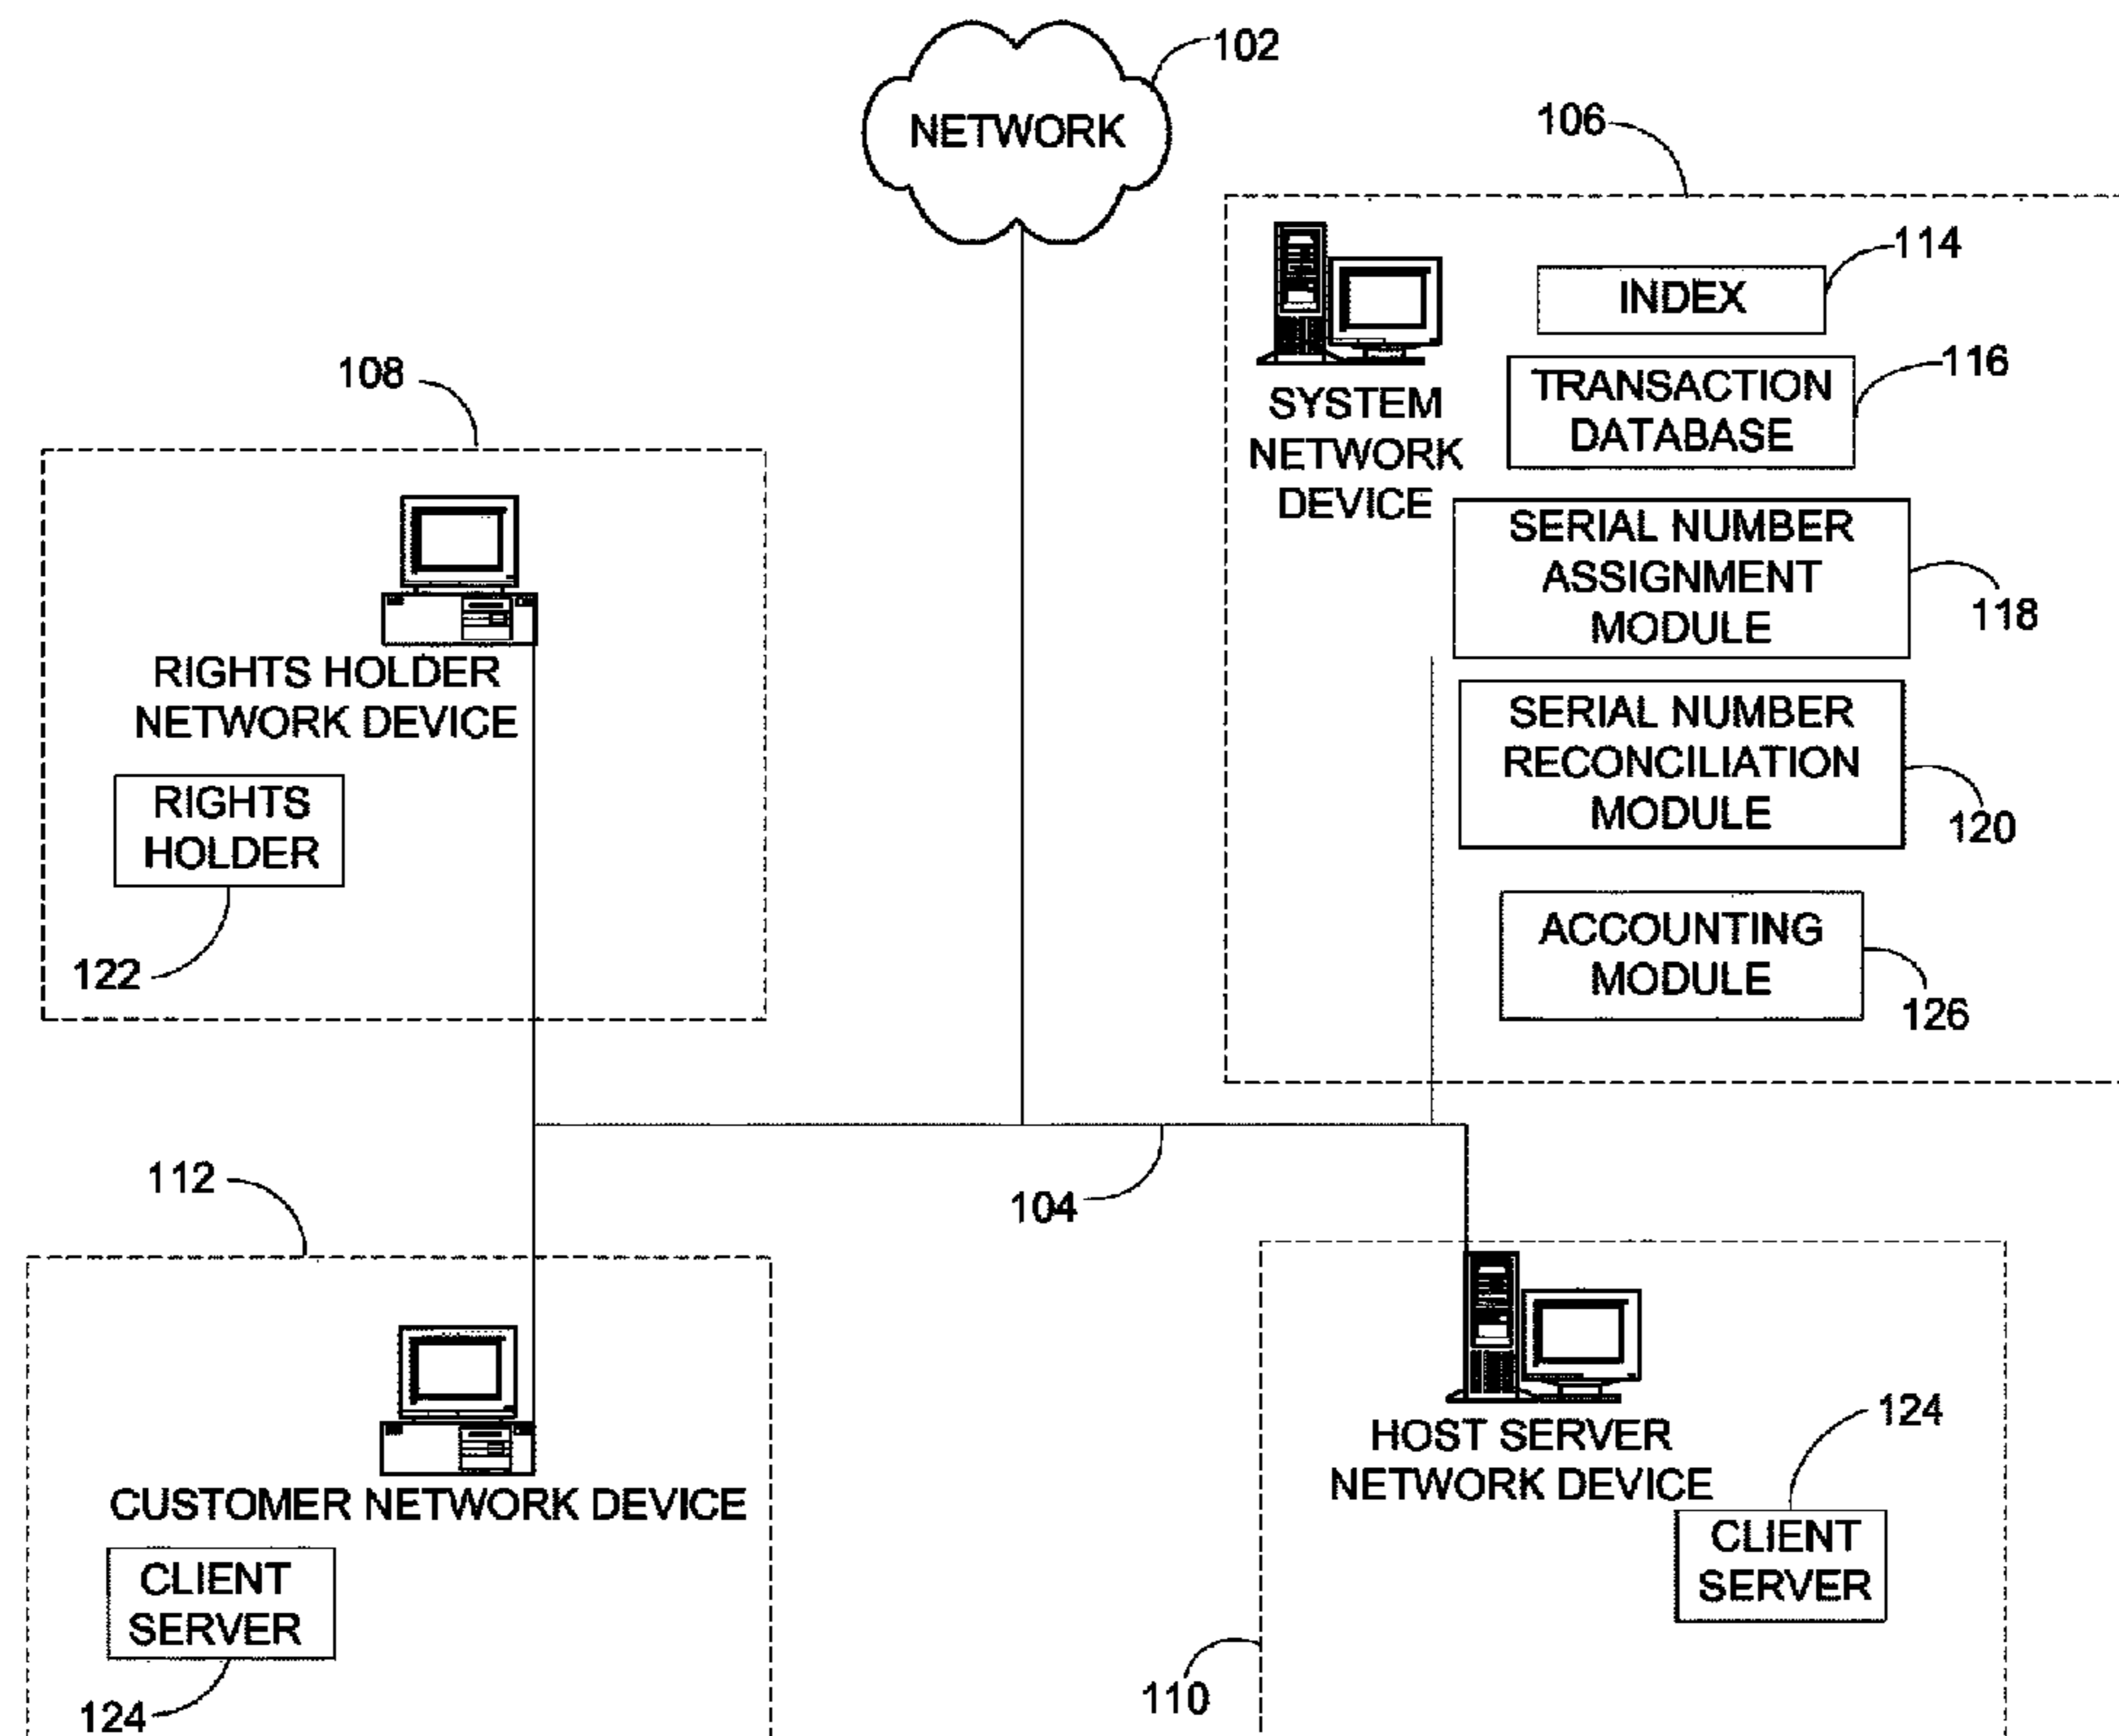 102
NETWORK
106
114
INDEX
116
TRANSACTION
DATABASE
SYSTEM
NETWORK
DEVICE
SERIAL NUMBER
ASSIGNMENT
MODULE
118
SERIAL NUMBER
RECONCILIATION
MODULE
120
ACCOUNTING
MODULE
126
108
RIGHTS HOLDER
NETWORK DEVICE
RIGHTS
HOLDER
122
104
112
CUSTOMER NETWORK DEVICE
CLIENT
SERVER
124
HOST SERVER
NETWORK DEVICE
124
CLIENT
SERVER
110